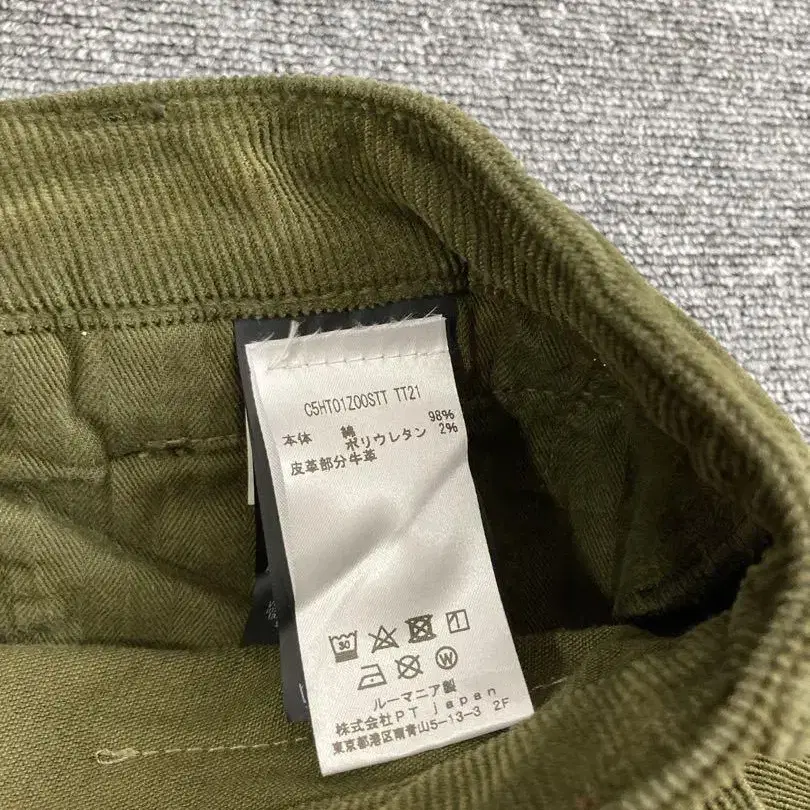 C5HT01Z00STT TT21
本体 綿 98%
ポリウレタン 2%
皮革部分牛革
30
W
ルーマニア製
株式会社PT japan
東京都港区南青山5-13-3 2F